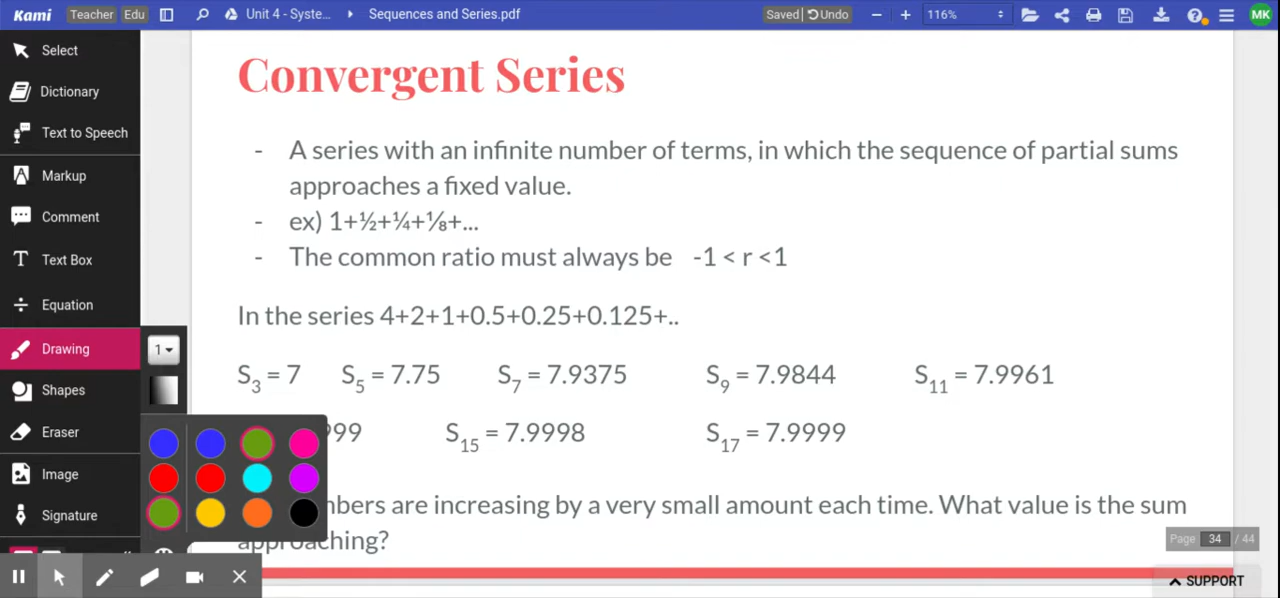 Kami Teacher Edu Unit 4 - Syste... Sequences and Series.pdf Saved Undo 116% MK
Select
Dictionary
Text to Speech
Markup
Comment
Text Box
Equation
Drawing
1
Shapes
Eraser
Image
Signature
Convergent Series
- A series with an infinite number of terms, in which the sequence of partial sums
approaches a fixed value.
- ex) 1+½+¼+⅛+...
- The common ratio must always be -1 < r <1
In the series 4+2+1+0.5+0.25+0.125+..
S₃ = 7 S₅ = 7.75 S₇ = 7.9375 S₉ = 7.9844 S₁₁ = 7.9961
999 S₁₅ = 7.9998 S₁₇ = 7.9999
mbers are increasing by a very small amount each time. What value is the sum
approaching?
Page 34 / 44
SUPPORT